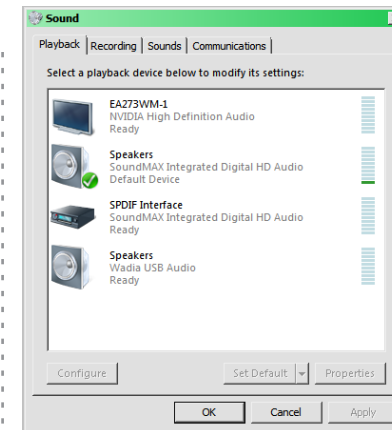 Sound
Playback Recording Sounds Communications
Select a playback device below to modify its settings:
EA273WM-1
NVIDIA High Definition Audio
Ready
Speakers
SoundMAX Integrated Digital HD Audio
Default Device
SPDIF Interface
SoundMAX Integrated Digital HD Audio
Ready
Speakers
Wadia USB Audio
Ready
Configure Set Default Properties
OK Cancel Apply